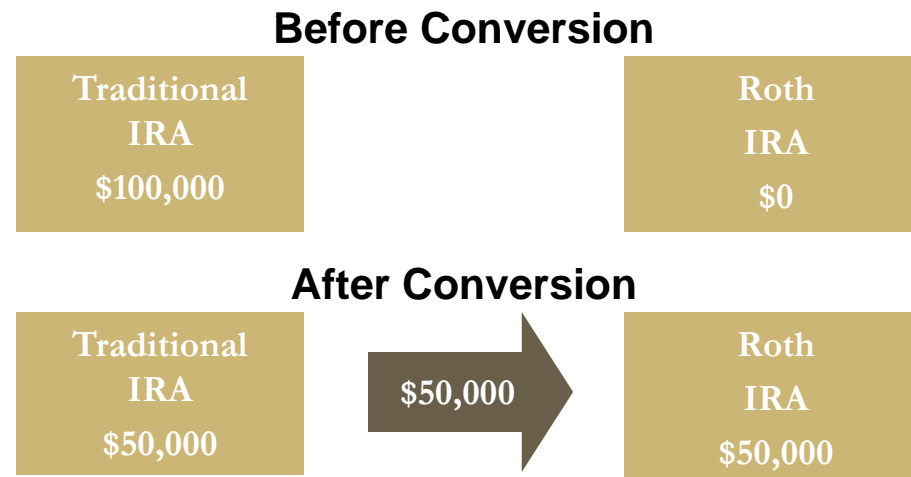 Before Conversion
Traditional
IRA
$100,000
Roth
IRA
$0
After Conversion
Traditional
IRA
$50,000
$50,000
Roth
IRA
$50,000